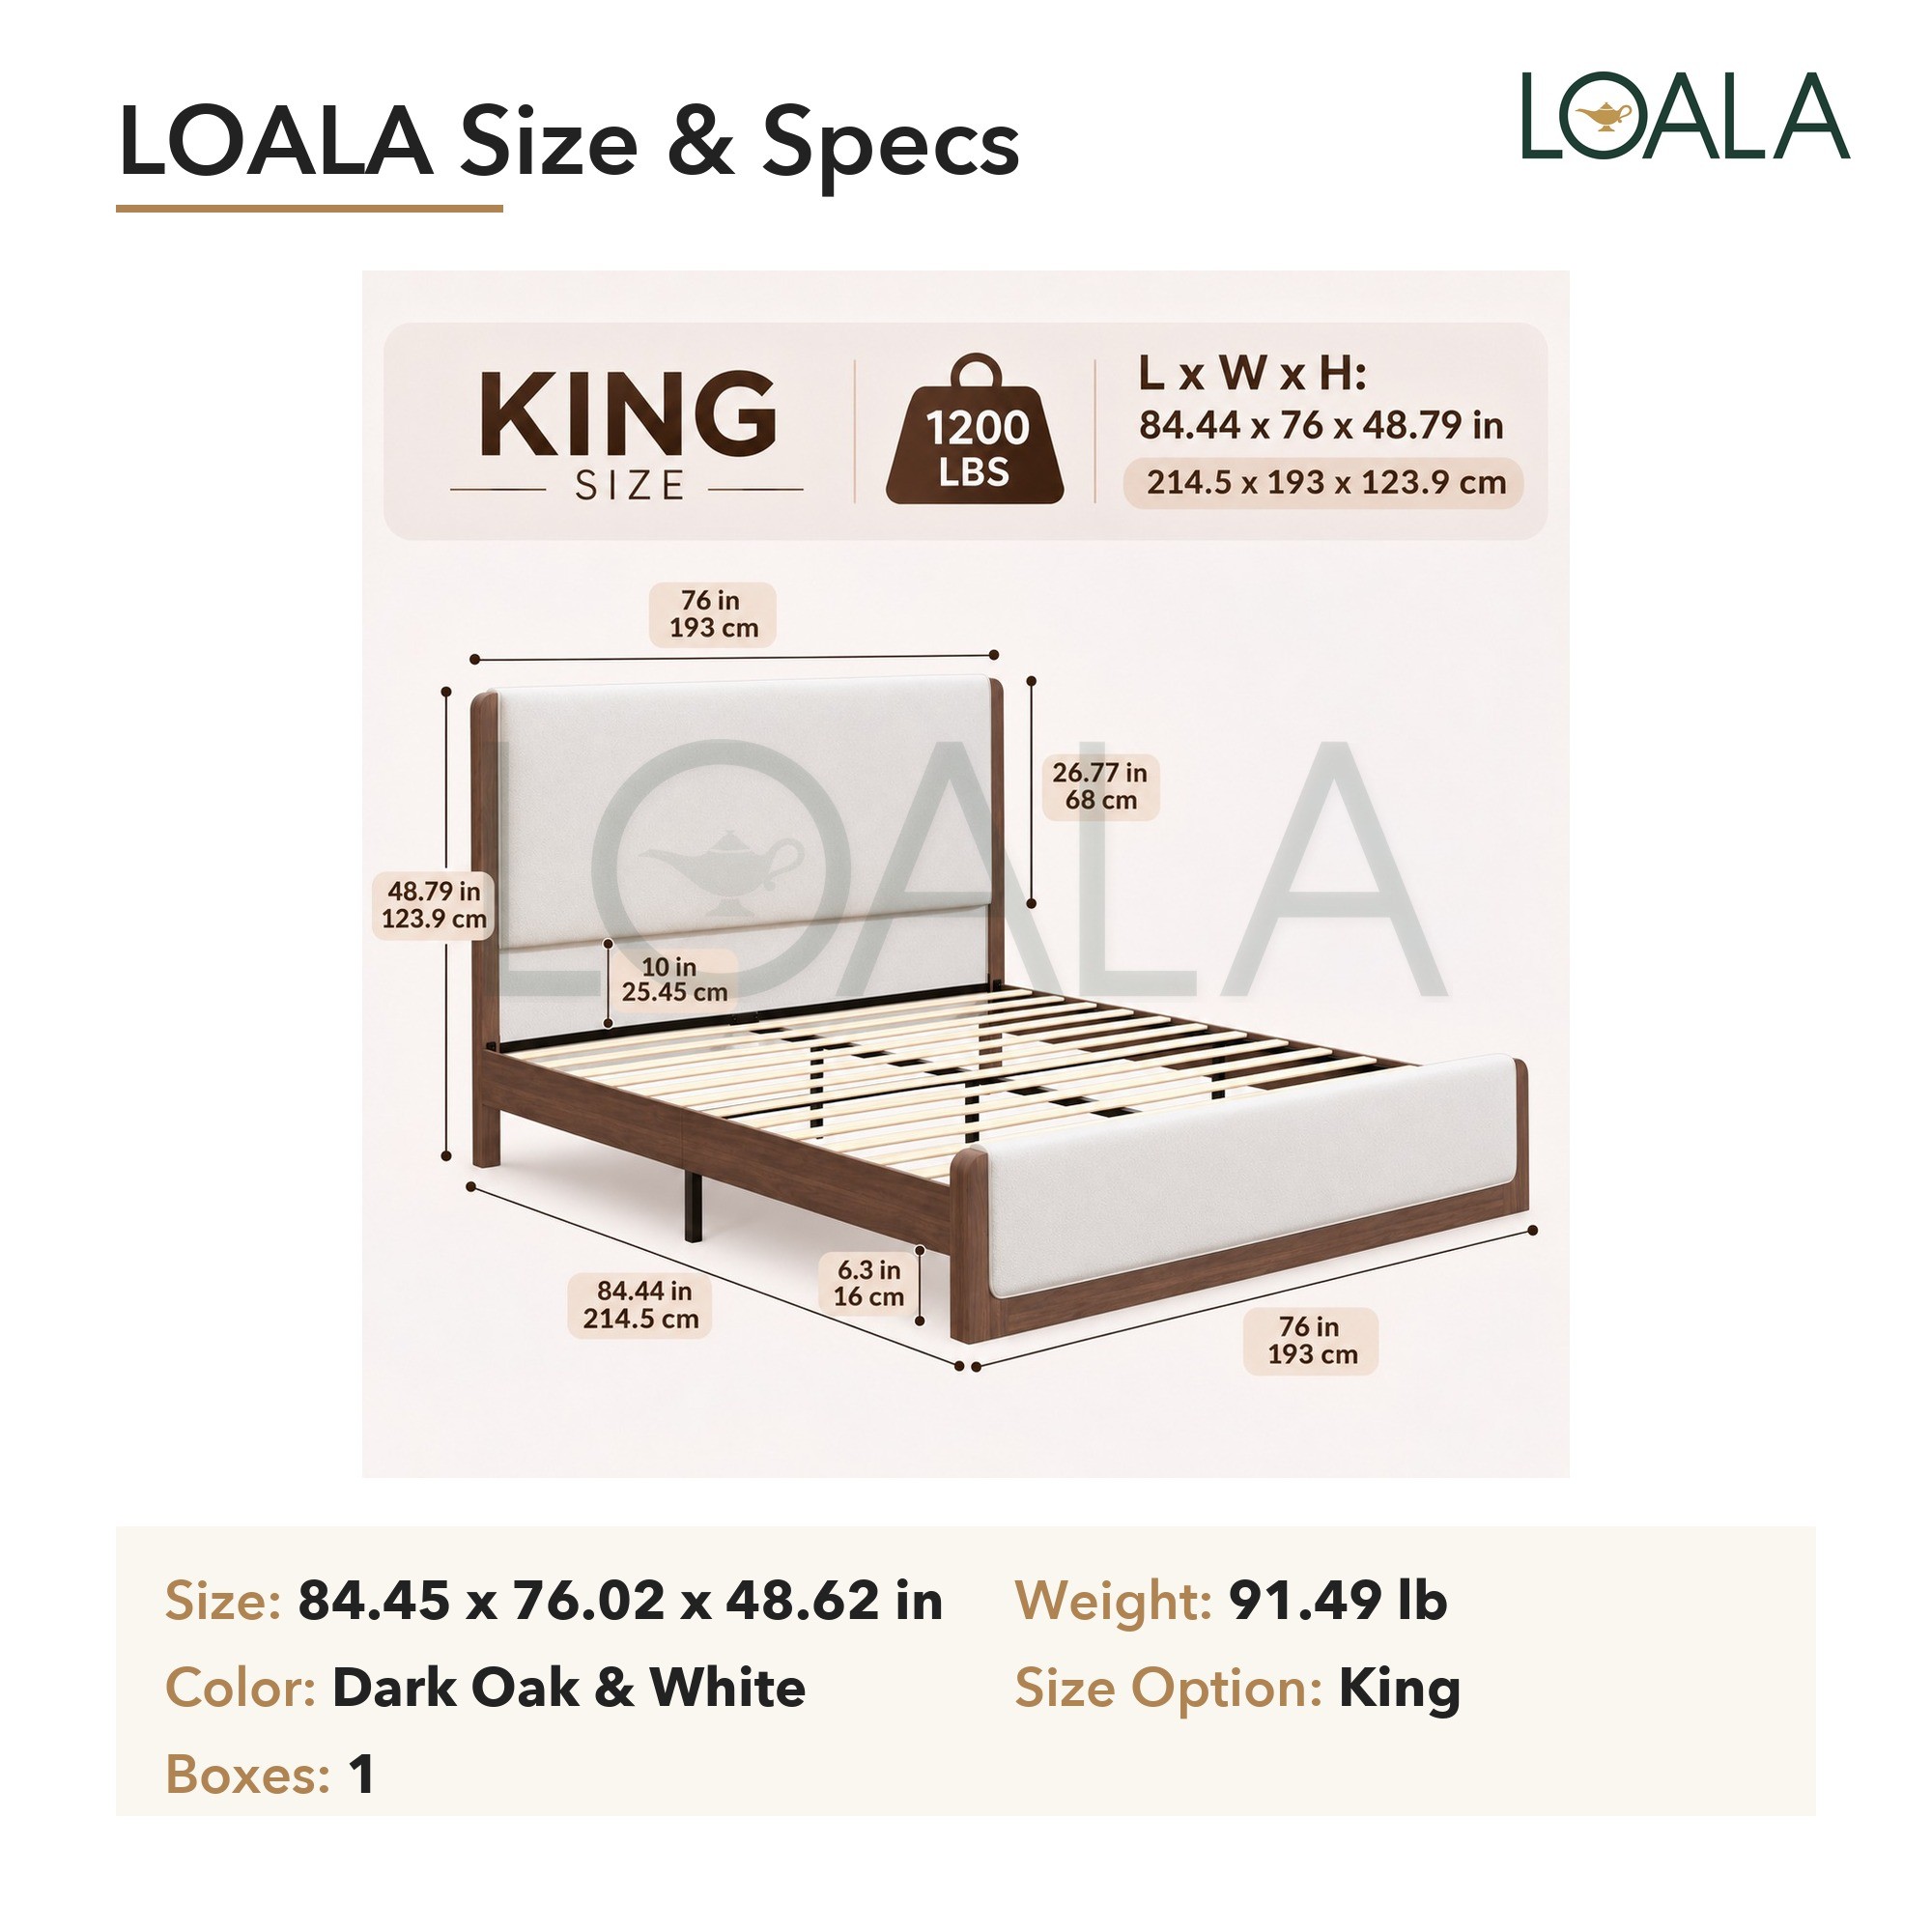 LOALA Size & Specs
LOALA
KING
SIZE
1200
LBS
L x W x H:
84.44 x 76 x 48.79 in
214.5 x 193 x 123.9 cm
76 in
193 cm
26.77 in
68 cm
48.79 in
123.9 cm
LOALA
10 in
25.45 cm
6.3 in
16 cm
84.44 in
214.5 cm
76 in
193 cm
Size: 84.45 x 76.02 x 48.62 in
Weight: 91.49 lb
Color: Dark Oak & White
Size Option: King
Boxes: 1